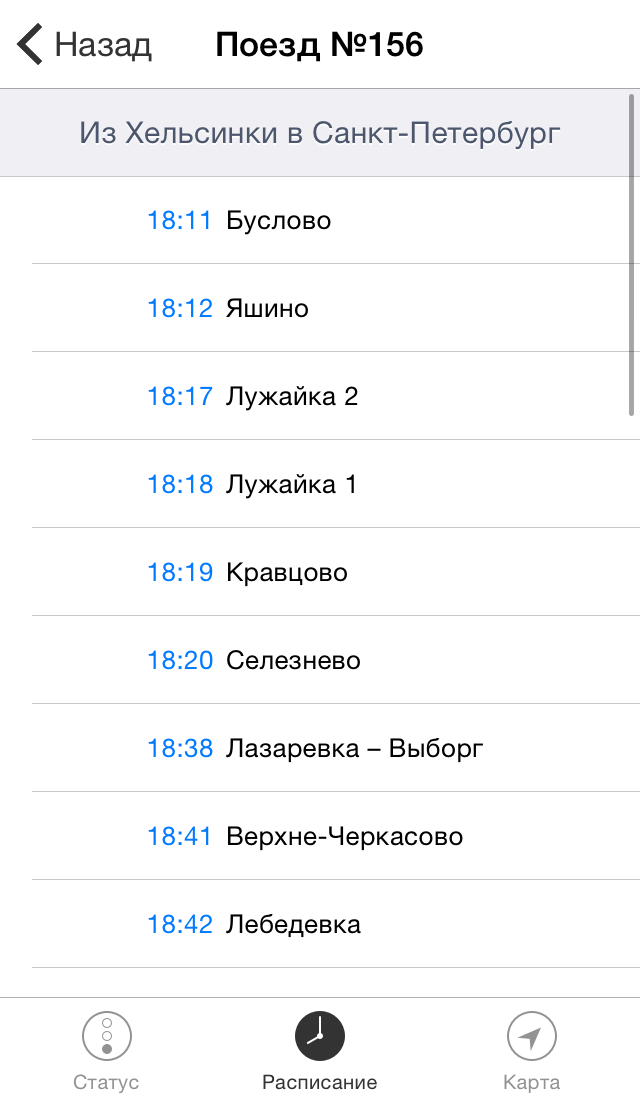 Назад
Поезд №156
Из Хельсинки в Санкт-Петербург
18:11 Буслово
18:12 Яшино
18:17 Лужайка 2
18:18 Лужайка 1
18:19 Кравцово
18:20 Селезнево
18:38 Лазаревка – Выборг
18:41 Верхне-Черкасово
18:42 Лебедевка
Статус
Расписание
Карта